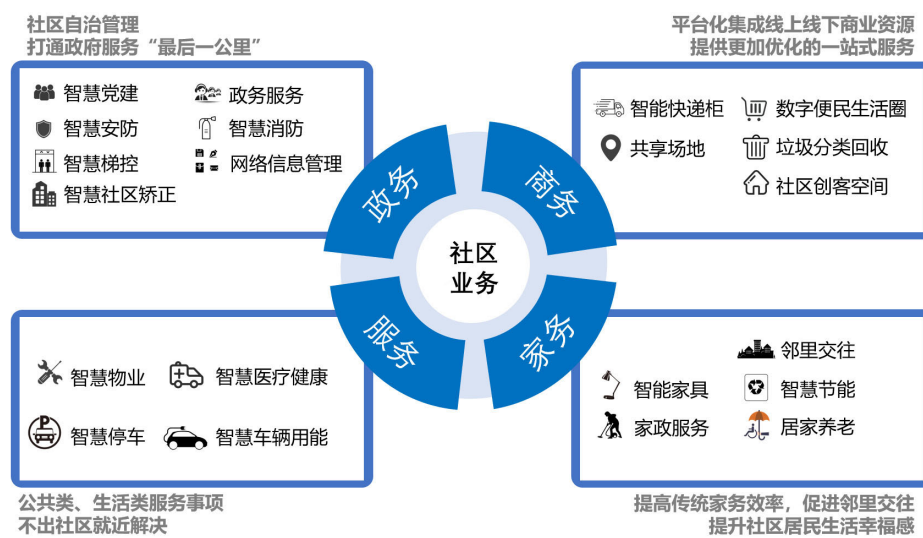 社区自治管理
打通政府服务“最后一公里”
智慧党建
政务服务
智慧安防
智慧消防
智慧梯控
网络信息管理
智慧社区矫正
平台化集成线上线下商业资源
提供更加优化的一站式服务
智能快递柜
数字便民生活圈
共享场地
垃圾分类回收
社区创客空间
政务
商务
社区
业务
服务
家务
智慧物业
智慧医疗健康
P
智慧停车
智慧车辆用能
公共类、生活类服务事项
不出社区就近解决
邻里交往
智能家具
智慧节能
家政服务
居家养老
提高传统家务效率，促进邻里交往
提升社区居民生活幸福感